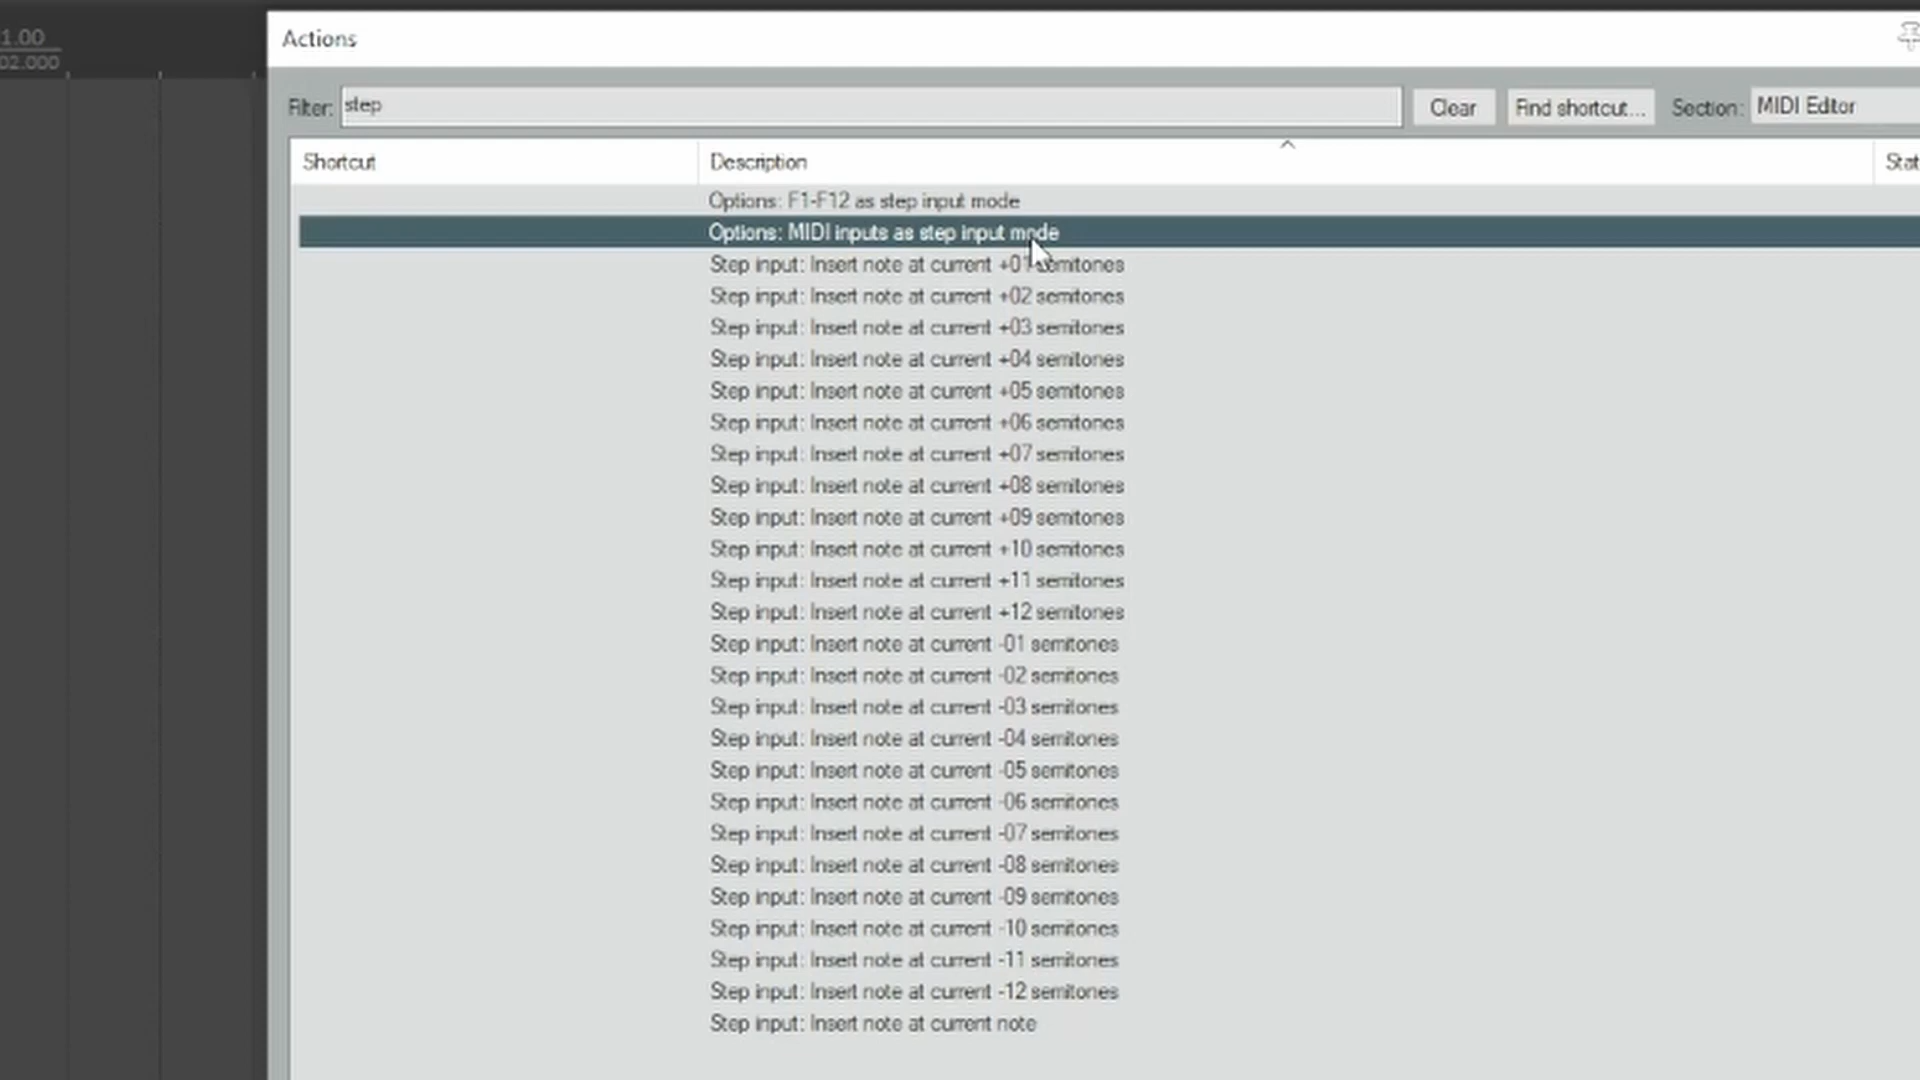 1.00
02.000
Actions
Filter: step Clear Find shortcut... Section: MIDI Editor
Shortcut Description Stat
Options: F1-F12 as step input mode
Options: MIDI inputs as step input mode
Step input: Insert note at current +01 semitones
Step input: Insert note at current +02 semitones
Step input: Insert note at current +03 semitones
Step input: Insert note at current +04 semitones
Step input: Insert note at current +05 semitones
Step input: Insert note at current +06 semitones
Step input: Insert note at current +07 semitones
Step input: Insert note at current +08 semitones
Step input: Insert note at current +09 semitones
Step input: Insert note at current +10 semitones
Step input: Insert note at current +11 semitones
Step input: Insert note at current +12 semitones
Step input: Insert note at current -01 semitones
Step input: Insert note at current -02 semitones
Step input: Insert note at current -03 semitones
Step input: Insert note at current -04 semitones
Step input: Insert note at current -05 semitones
Step input: Insert note at current -06 semitones
Step input: Insert note at current -07 semitones
Step input: Insert note at current -08 semitones
Step input: Insert note at current -09 semitones
Step input: Insert note at current -10 semitones
Step input: Insert note at current -11 semitones
Step input: Insert note at current -12 semitones
Step input: Insert note at current note